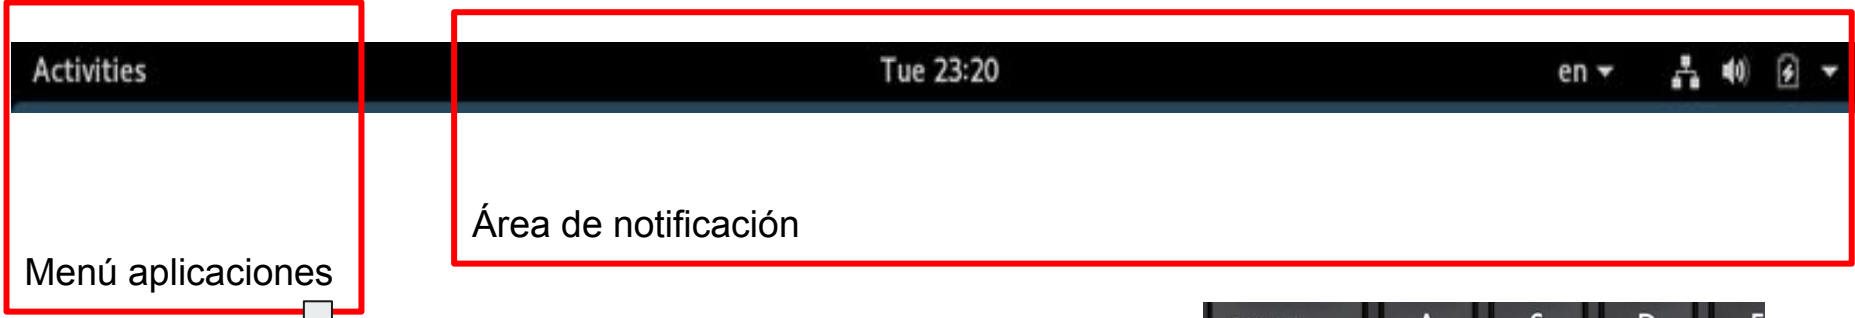 Activities Tue 23:20 en
Área de notificación
Menú aplicaciones